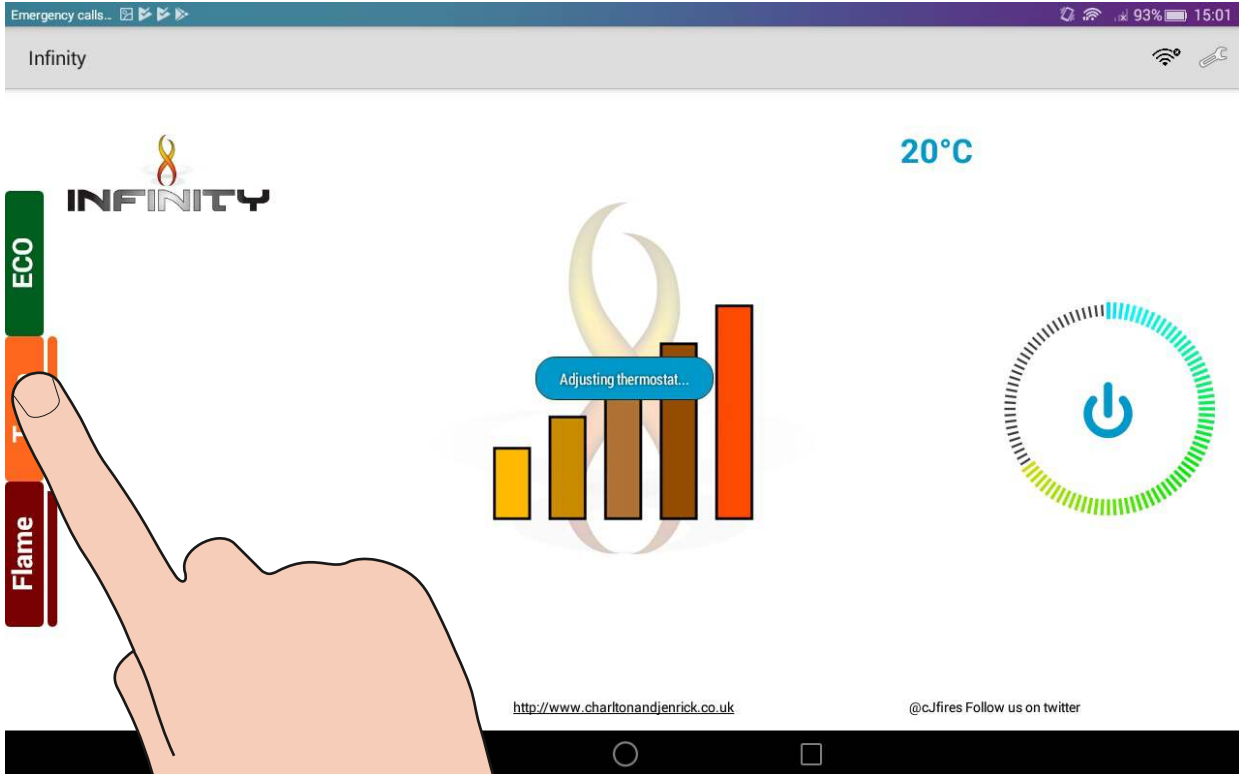 Emergency calls... 93% 15:01
Infinity
20°C
INFINITY
ECO
Flame
Adjusting thermostat...
http://www.charltonandjenrick.co.uk
@cJfires Follow us on twitter